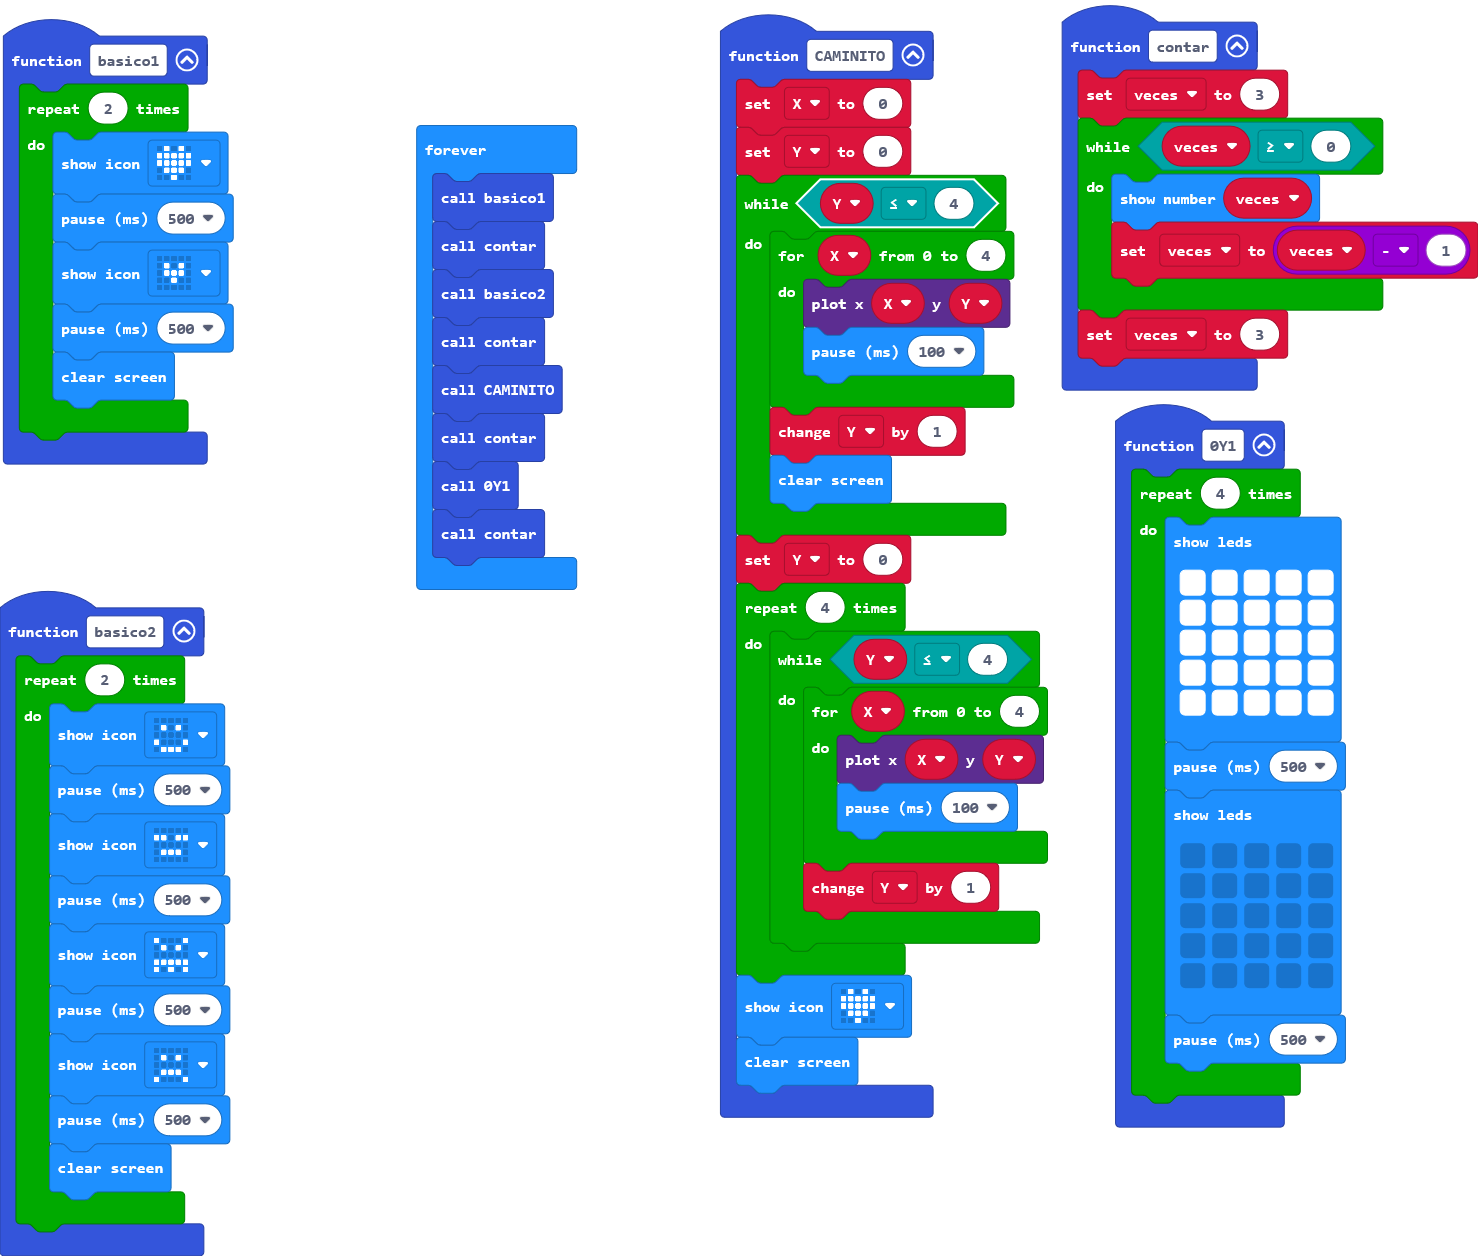 function basico1
repeat 2 times
do
show icon
pause (ms) 500
show icon
pause (ms) 500
clear screen
function basico2
repeat 2 times
do
show icon
pause (ms) 500
show icon
pause (ms) 500
show icon
pause (ms) 500
show icon
pause (ms) 500
clear screen
forever
call basico1
call contar
call basico2
call contar
call CAMINITO
call contar
call 0Y1
call contar
function CAMINITO
set X to 0
set Y to 0
while Y ≤ 4
do
for X from 0 to 4
do
plot x X y Y
pause (ms) 100
change Y by 1
clear screen
set Y to 0
repeat 4 times
do
while Y ≤ 4
do
for X from 0 to 4
do
plot x X y Y
pause (ms) 100
change Y by 1
show icon
clear screen
function contar
set veces to 3
while veces ≥ 0
do
show number veces
set veces to veces - 1
set veces to 3
function 0Y1
repeat 4 times
do
show leds
pause (ms) 500
show leds
pause (ms) 500